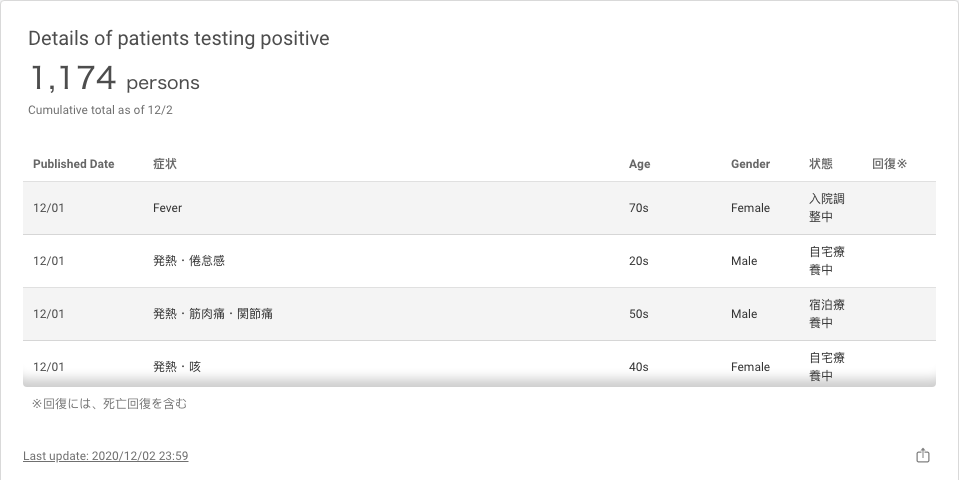 Details of patients testing positive
1,174 persons
Cumulative total as of 12/2
Published Date 症状 Age Gender 状態 回復※
12/01 Fever 70s Female 入院調
整中
12/01 発熱・倦怠感 20s Male 自宅療
養中
12/01 発熱・筋肉痛・関節痛 50s Male 宿泊療
養中
12/01 発熱・咳 40s Female 自宅療
養中
※回復には、死亡回復を含む
Last update: 2020/12/02 23:59